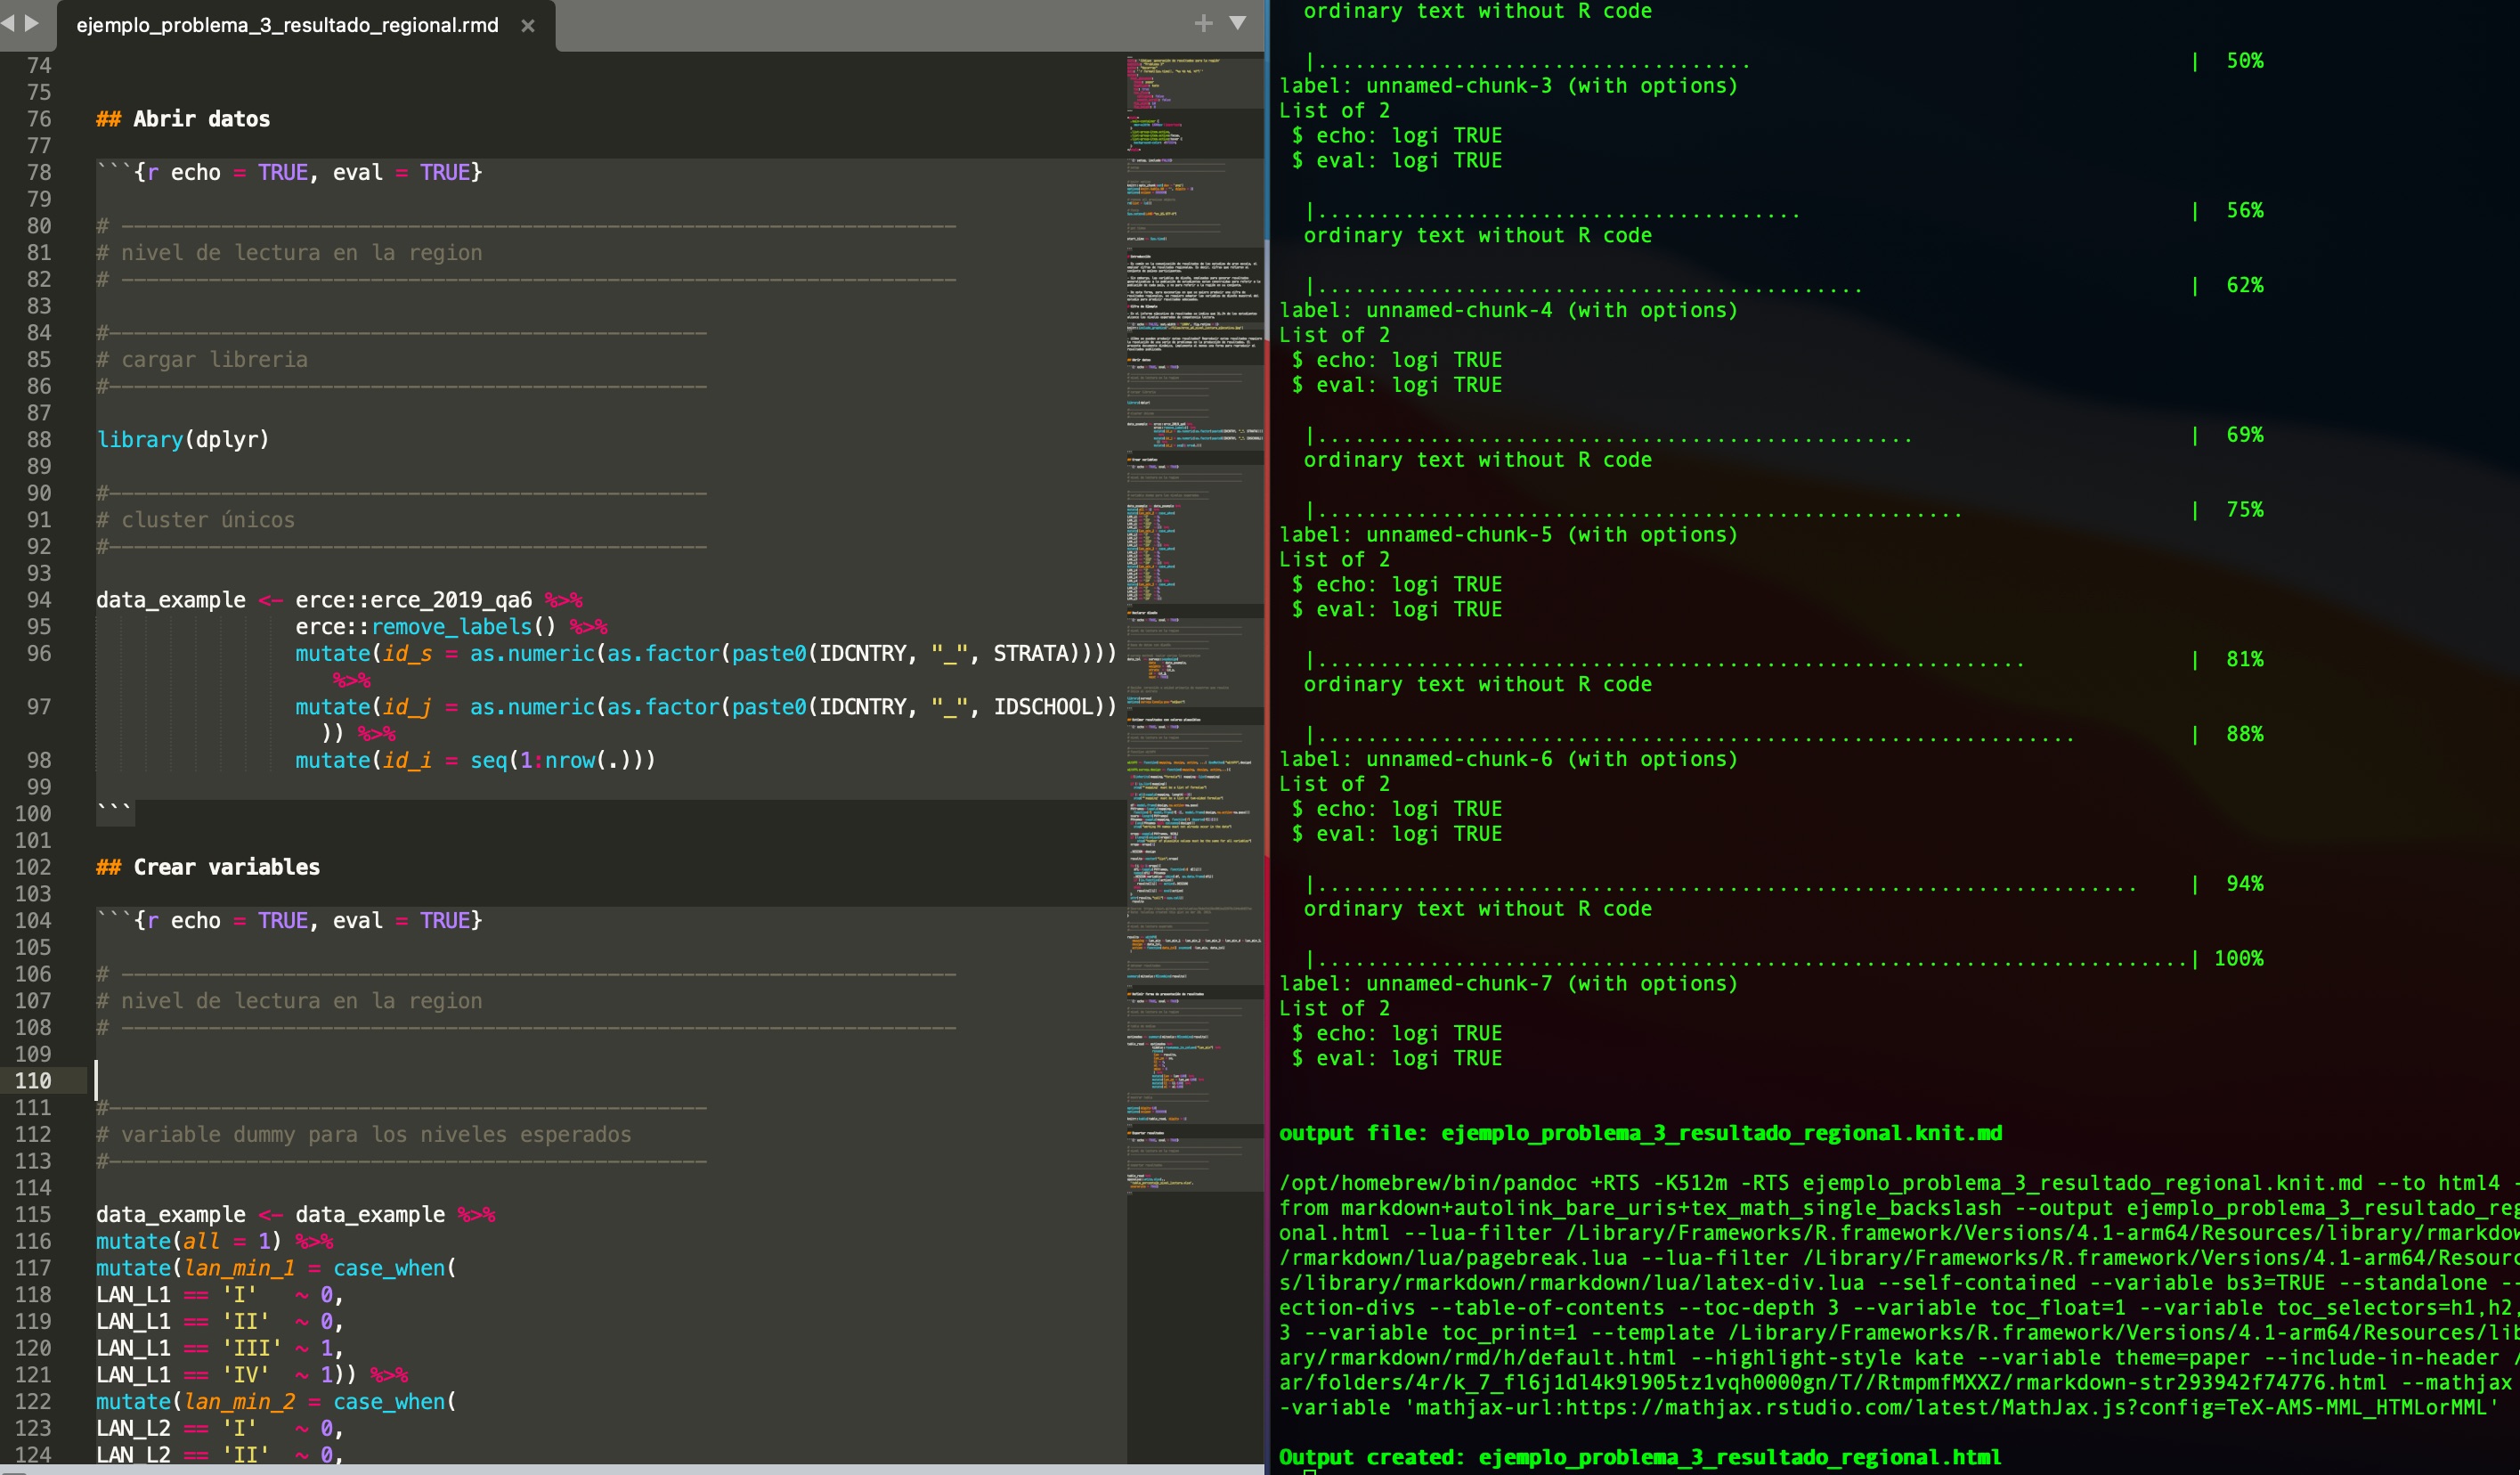 ejemplo_problema_3_resultado_regional.rmd
74
75
76 ## Abrir datos
77
78 ```{r echo = TRUE, eval = TRUE}
79
80 # ------------------------------------------------------------------
81 # nivel de lectura en la region
82 # ------------------------------------------------------------------
83
84 #------------------------------------------------
85 # cargar libreria
86 #------------------------------------------------
87
88 library(dplyr)
89
90 #------------------------------------------------
91 # cluster únicos
92 #------------------------------------------------
93
94 data_example <- erce::erce_2019_qa6 %>%
95 erce::remove_labels() %>%
96 mutate(id_s = as.numeric(as.factor(paste0(IDCNTRY, "_", STRATA))))
%>%
97 mutate(id_j = as.numeric(as.factor(paste0(IDCNTRY, "_", IDSCHOOL))
)) %>%
98 mutate(id_i = seq(1:nrow(.)))
99
100 ```
101
102 ## Crear variables
103
104 ```{r echo = TRUE, eval = TRUE}
105
106 # ------------------------------------------------------------------
107 # nivel de lectura en la region
108 # ------------------------------------------------------------------
109
110
111 #------------------------------------------------
112 # variable dummy para los niveles esperados
113 #------------------------------------------------
114
115 data_example <- data_example %>%
116 mutate(all = 1) %>%
117 mutate(lan_min_1 = case_when(
118 LAN_L1 == 'I' ~ 0,
119 LAN_L1 == 'II' ~ 0,
120 LAN_L1 == 'III' ~ 1,
121 LAN_L1 == 'IV' ~ 1)) %>%
122 mutate(lan_min_2 = case_when(
123 LAN_L2 == 'I' ~ 0,
124 LAN_L2 == 'II' ~ 0,
ordinary text without R code
|................................... | 50%
label: unnamed-chunk-3 (with options)
List of 2
$ echo: logi TRUE
$ eval: logi TRUE
|....................................... | 56%
ordinary text without R code
|............................................ | 62%
label: unnamed-chunk-4 (with options)
List of 2
$ echo: logi TRUE
$ eval: logi TRUE
|................................................ | 69%
ordinary text without R code
|.................................................... | 75%
label: unnamed-chunk-5 (with options)
List of 2
$ echo: logi TRUE
$ eval: logi TRUE
|......................................................... | 81%
ordinary text without R code
|............................................................. | 88%
label: unnamed-chunk-6 (with options)
List of 2
$ echo: logi TRUE
$ eval: logi TRUE
|.................................................................. | 94%
ordinary text without R code
|......................................................................| 100%
label: unnamed-chunk-7 (with options)
List of 2
$ echo: logi TRUE
$ eval: logi TRUE
output file: ejemplo_problema_3_resultado_regional.knit.md
/opt/homebrew/bin/pandoc +RTS -K512m -RTS ejemplo_problema_3_resultado_regional.knit.md --to html4 -
from markdown+autolink_bare_uris+tex_math_single_backslash --output ejemplo_problema_3_resultado_reg
onal.html --lua-filter /Library/Frameworks/R.framework/Versions/4.1-arm64/Resources/library/rmarkdow
/rmarkdown/lua/pagebreak.lua --lua-filter /Library/Frameworks/R.framework/Versions/4.1-arm64/Resourc
s/library/rmarkdown/rmarkdown/lua/latex-div.lua --self-contained --variable bs3=TRUE --standalone --
ection-divs --table-of-contents --toc-depth 3 --variable toc_float=1 --variable toc_selectors=h1,h2,
3 --variable toc_print=1 --template /Library/Frameworks/R.framework/Versions/4.1-arm64/Resources/lib
ary/rmarkdown/rmd/h/default.html --highlight-style kate --variable theme=paper --include-in-header /
ar/folders/4r/k_7_fl6j1dl4k9l905tz1vqh0000gn/T//RtmpmfMXXZ/rmarkdown-str293942f74776.html --mathjax
-variable 'mathjax-url:https://mathjax.rstudio.com/latest/MathJax.js?config=TeX-AMS-MML_HTMLorMML'
Output created: ejemplo_problema_3_resultado_regional.html